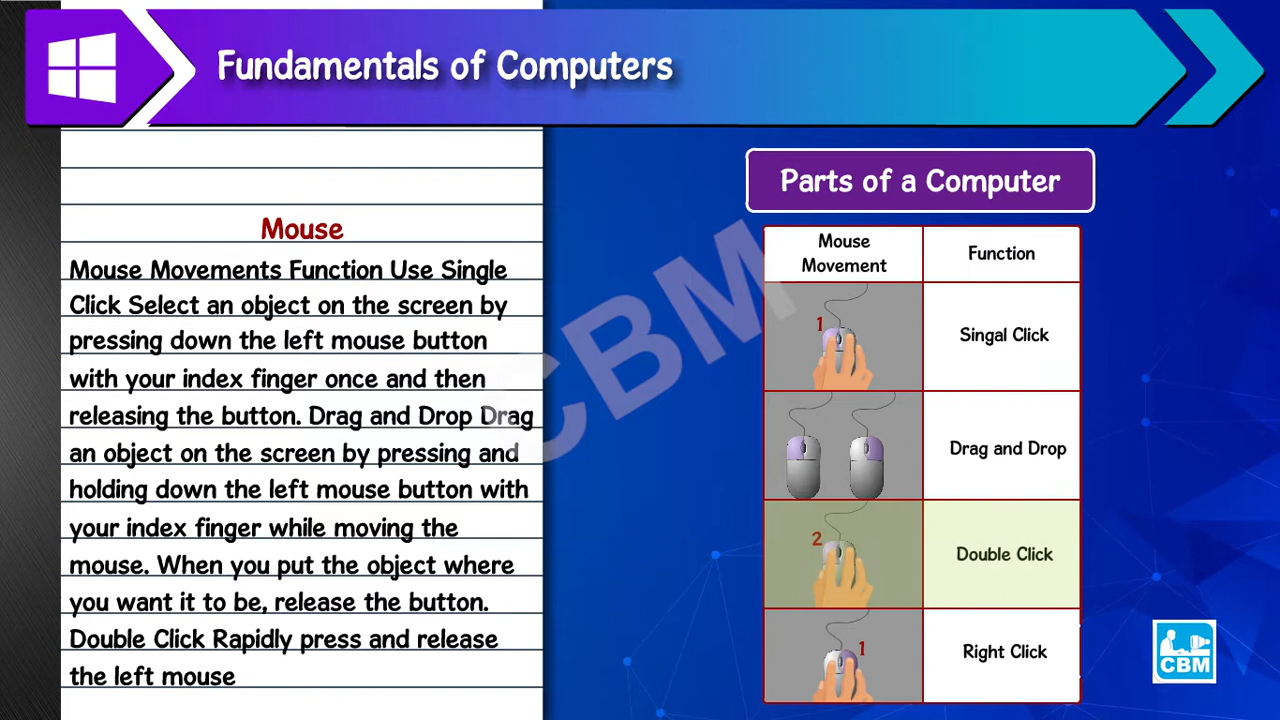 Fundamentals of Computers
Mouse
Mouse Movements Function Use Single
Click Select an object on the screen by
pressing down the left mouse button
with your index finger once and then
releasing the button. Drag and Drop Drag
an object on the screen by pressing and
holding down the left mouse button with
your index finger while moving the
mouse. When you put the object where
you want it to be, release the button.
Double Click Rapidly press and release
the left mouse
Parts of a Computer
Mouse
Movement
Function
1
Singal Click
Drag and Drop
2
Double Click
1
Right Click
CBM
CBM